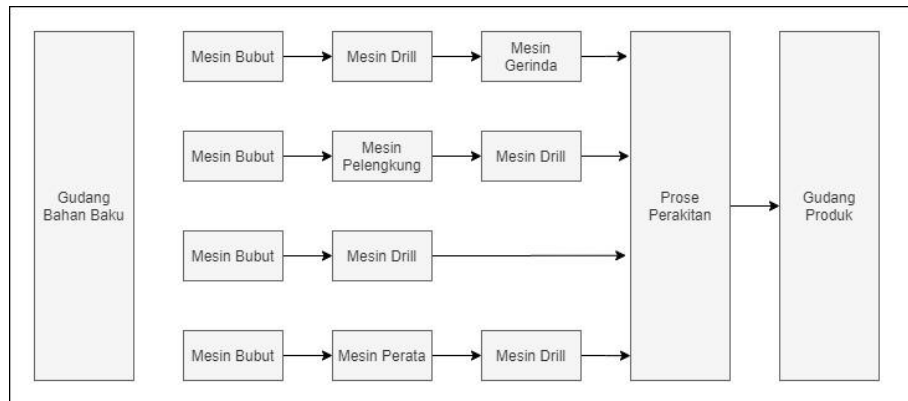 Gudang
Bahan Baku
Mesin Bubut
Mesin Drill
Mesin
Gerinda
Mesin Bubut
Mesin
Pelengkung
Mesin Drill
Mesin Bubut
Mesin Drill
Mesin Bubut
Mesin Perata
Mesin Drill
Prose
Perakitan
Gudang
Produk